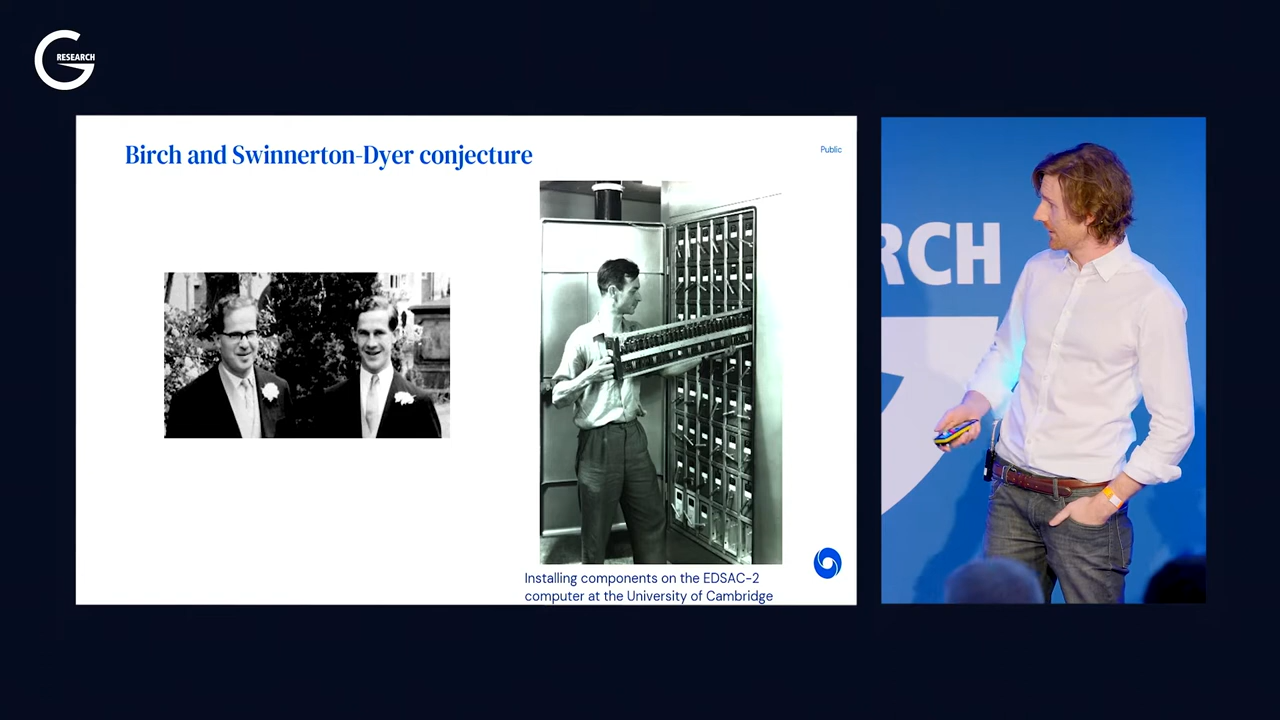 RESEARCH
Birch and Swinnerton-Dyer conjecture
Public
Installing components on the EDSAC-2
computer at the University of Cambridge
RCH